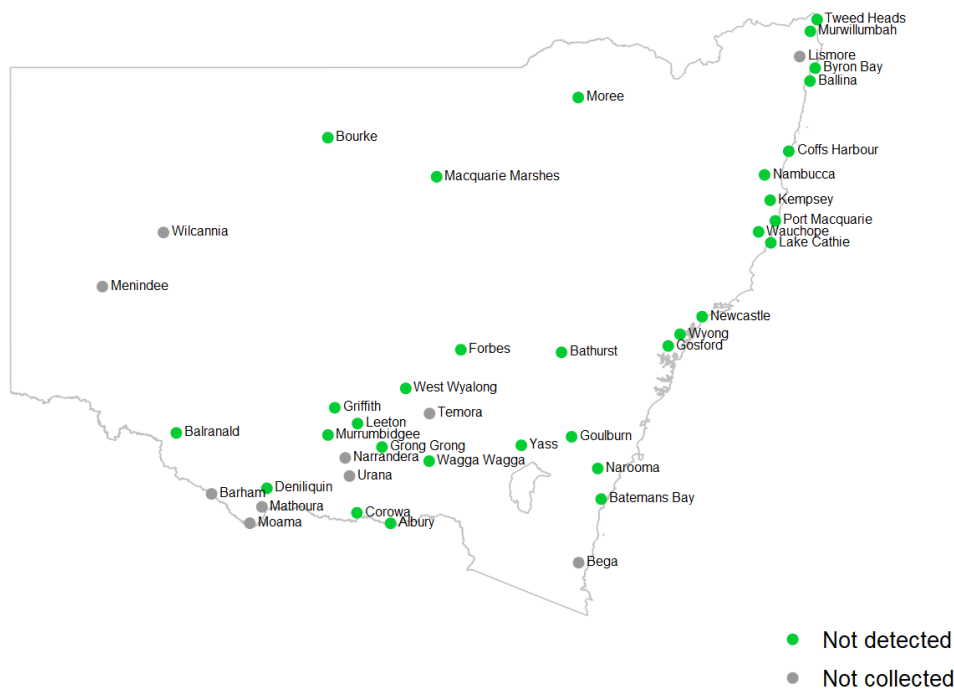 Tweed Heads
Murwillumbah
Lismore
Byron Bay
Ballina
Moree
Bourke
Coffs Harbour
Macquarie Marshes
Nambucca
Kempsey
Port Macquarie
Wilcannia
Wauchope
Lake Cathie
Menindee
Newcastle
Wyong
Gosford
Forbes
Bathurst
West Wyalong
Griffith
Temora
Leeton
Balranald
Murrumbidgee
Goulburn
Grong Grong
Yass
Narrandera
Wagga Wagga
Narooma
Urana
Deniliquin
Barham
Batemans Bay
Mathoura
Corowa
Moama
Albury
Bega
Not detected
Not collected